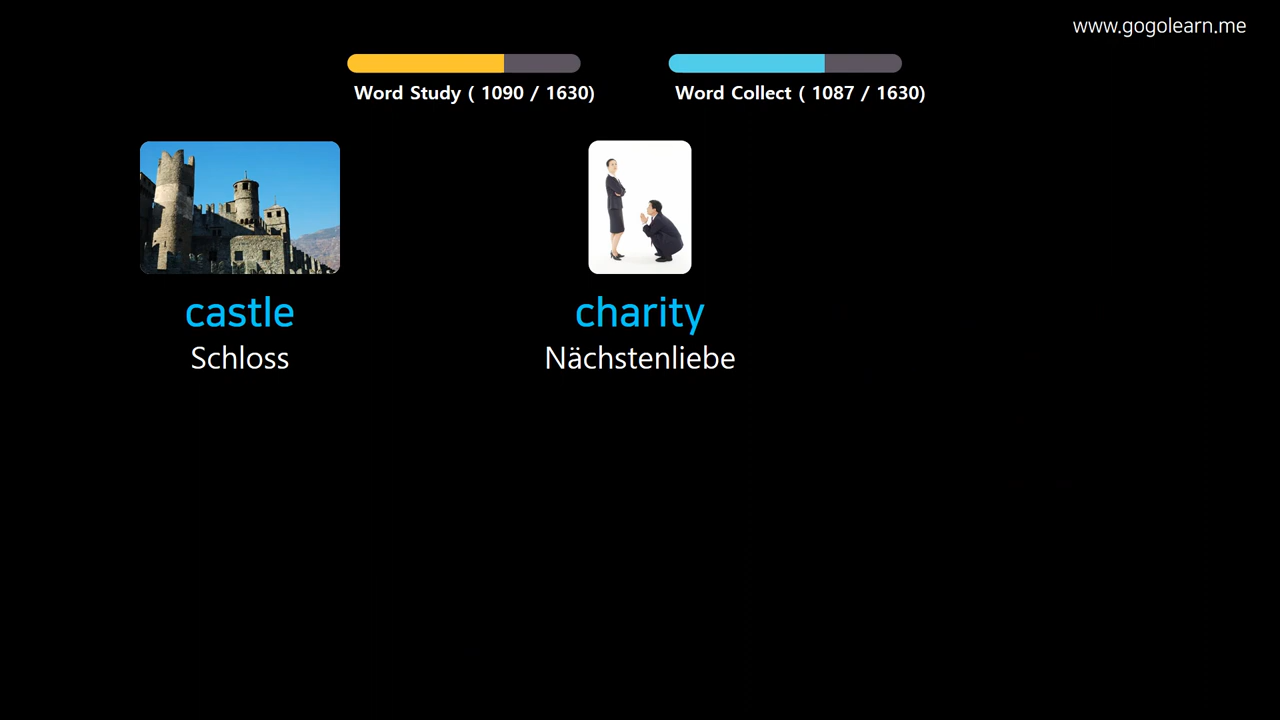 www.gogolearn.me
Word Study ( 1090 / 1630)
Word Collect ( 1087 / 1630)
castle
charity
Schloss
Nächstenliebe